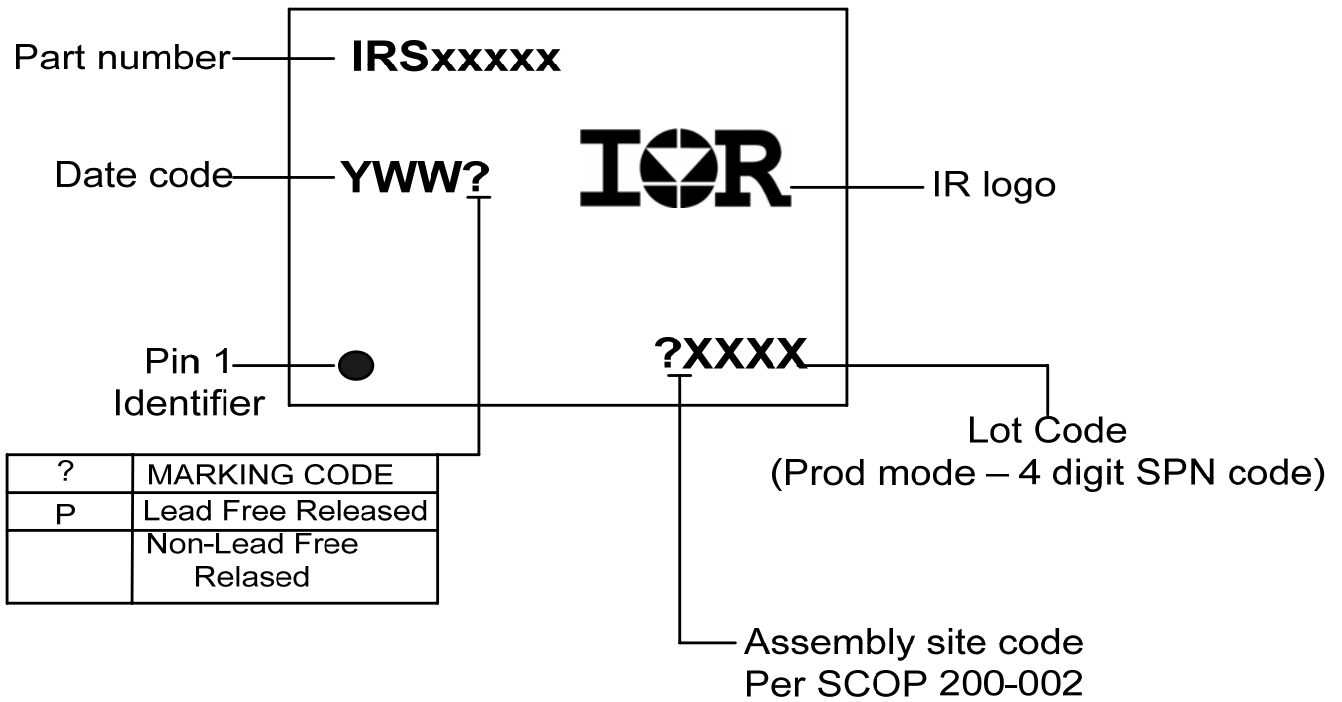 Part number
IRSxxxxx
Date code
YWW?
IOR
IR logo
Pin 1
Identifier
?XXXX
Lot Code
(Prod mode – 4 digit SPN code)
? MARKING CODE
P Lead Free Released
Non-Lead Free
Relased
Assembly site code
Per SCOP 200-002